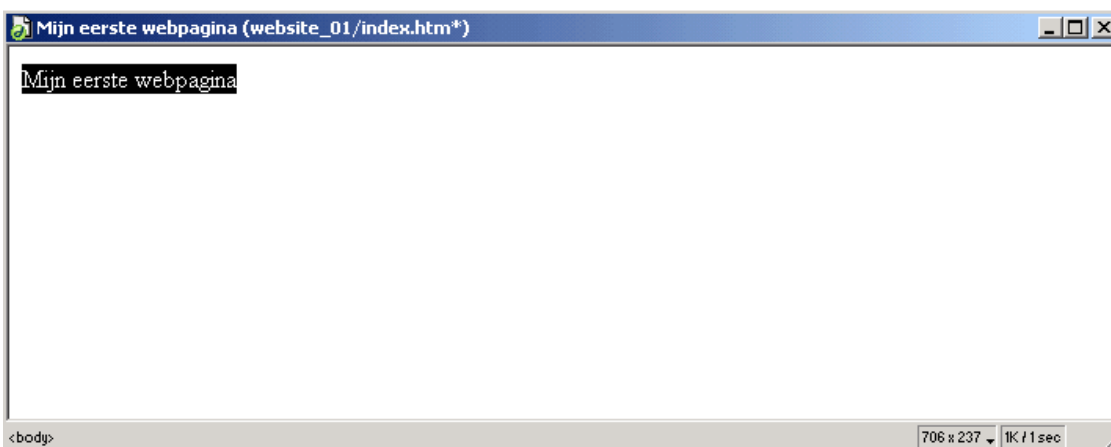 Mijn eerste webpagina (website_01/index.htm*)
Mijn eerste webpagina
<body> 706 x 237 1K / 1 sec